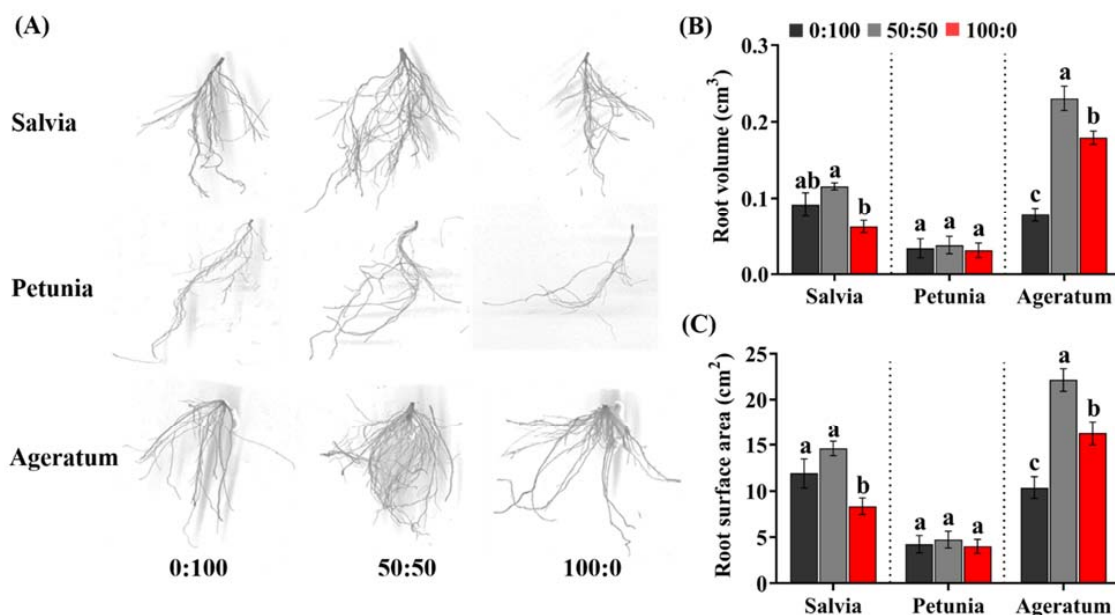 (A)
Salvia
Petunia
Ageratum
0:100 50:50 100:0
(B)
0:100 50:50 100:0
Root volume (cm³)
0.3
0.2
0.1
0.0
ab a b a a a c a b
Salvia Petunia Ageratum
(C)
Root surface area (cm²)
25
20
15
10
5
0
a a b a a a c a b
Salvia Petunia Ageratum